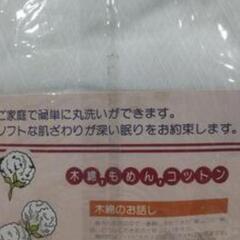 ご家庭で簡単に丸洗いができます。
ソフトな肌ざわりが深い眠りをお約束します。
木綿,もめん,コットン
木綿のお話し